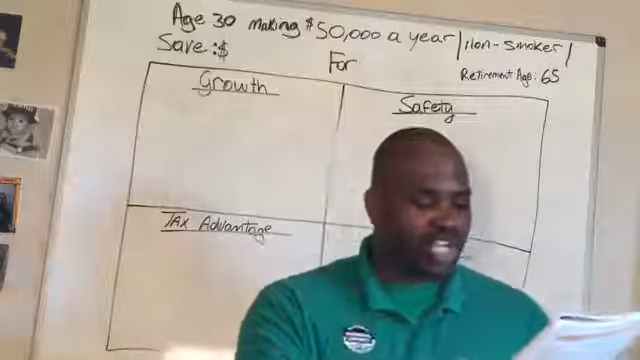 Age 30 making $50,000 a year/non-smoker/
Save:$
For
Retirement Age: 65
Growth
Safety
Tax Advantage